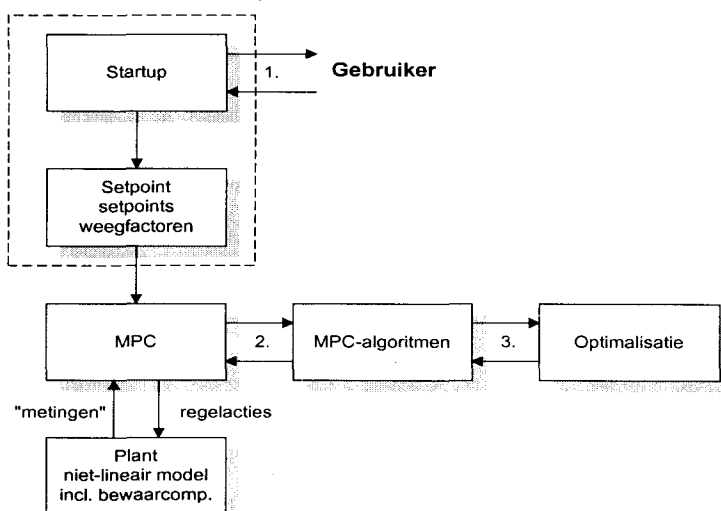 Startup
1.
Gebruiker
Setpoint
setpoints
weegfactoren
MPC
2.
MPC-algoritmen
3.
Optimalisatie
"metingen"
regelacties
Plant
niet-lineair model
incl. bewaarcomp.